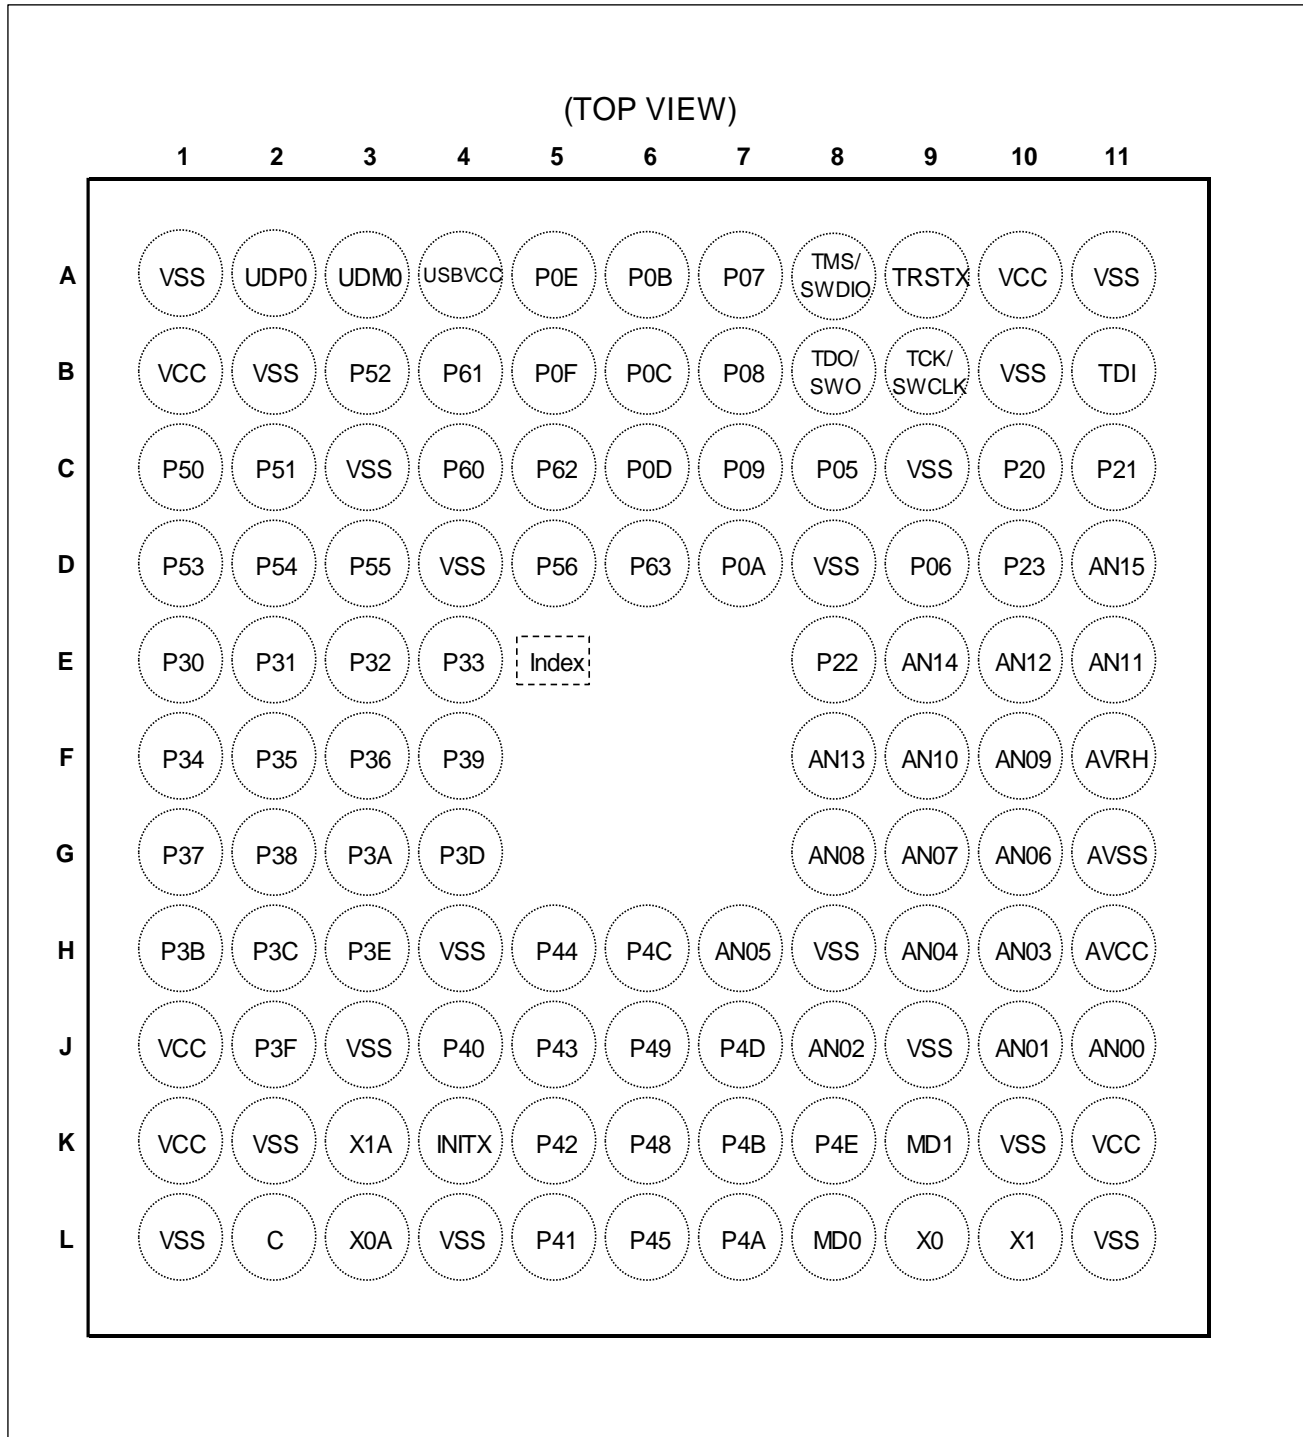 (TOP VIEW)
1 2 3 4 5 6 7 8 9 10 11
A VSS UDP0 UDM0 USBVCC P0E P0B P07 TMS/ SWDIO TRSTX VCC VSS
B VCC VSS P52 P61 P0F P0C P08 TDO/ SWO TCK/ SWCLK VSS TDI
C P50 P51 VSS P60 P62 P0D P09 P05 VSS P20 P21
D P53 P54 P55 VSS P56 P63 P0A VSS P06 P23 AN15
E P30 P31 P32 P33 Index P22 AN14 AN12 AN11
F P34 P35 P36 P39 AN13 AN10 AN09 AVRH
G P37 P38 P3A P3D AN08 AN07 AN06 AVSS
H P3B P3C P3E VSS P44 P4C AN05 VSS AN04 AN03 AVCC
J VCC P3F VSS P40 P43 P49 P4D AN02 VSS AN01 AN00
K VCC VSS X1A INITX P42 P48 P4B P4E MD1 VSS VCC
L VSS C X0A VSS P41 P45 P4A MD0 X0 X1 VSS